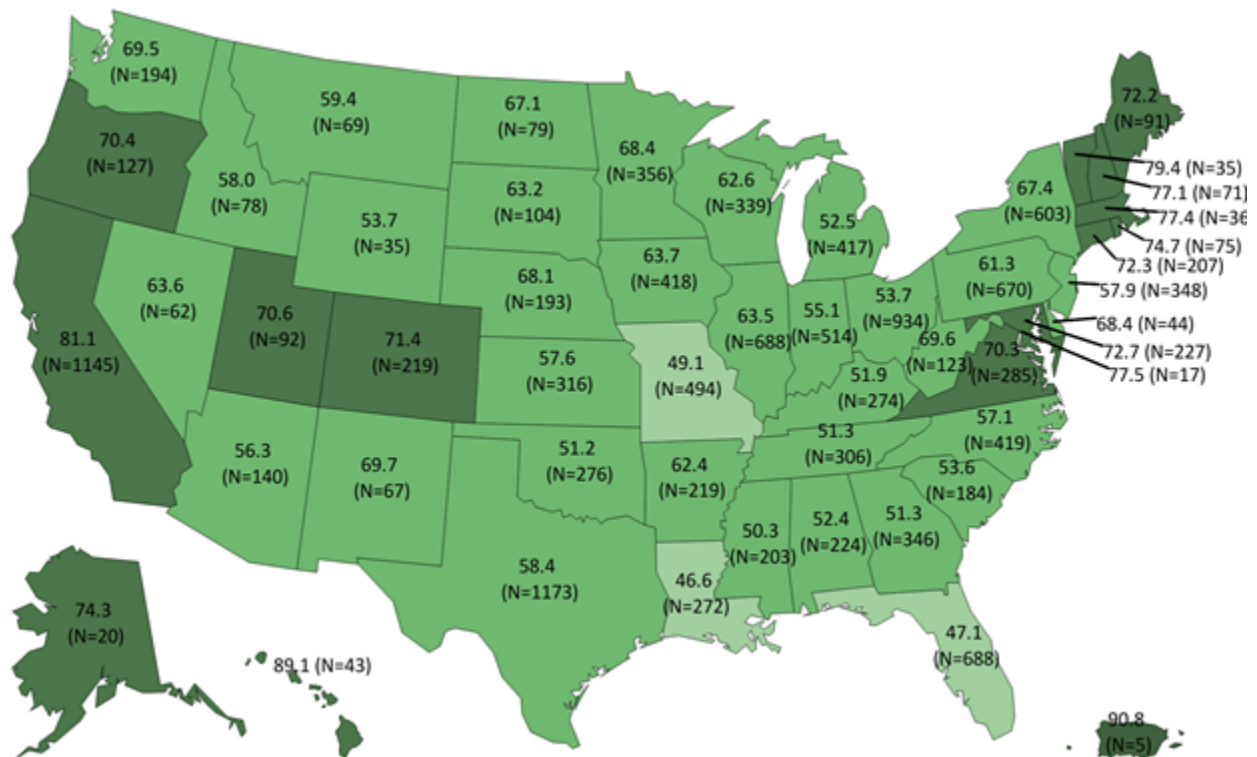 69.5
(N=194)
59.4
(N=69)
67.1
(N=79)
68.4
(N=356)
72.2
(N=91)
70.4
(N=127)
58.0
(N=78)
63.2
(N=104)
62.6
(N=339)
52.5
(N=417)
67.4
(N=603)
79.4 (N=35)
77.1 (N=71)
77.4 (N=36
74.7 (N=75)
72.3 (N=207)
57.9 (N=348)
68.4 (N=44)
72.7 (N=227)
77.5 (N=17)
53.7
(N=35)
63.7
(N=418)
61.3
(N=670)
63.6
(N=62)
68.1
(N=193)
70.6
(N=92)
71.4
(N=219)
63.5
(N=688)
55.1
(N=514)
53.7
(N=934)
69.6
(N=123)
70.3
(N=285)
81.1
(N=1145)
57.6
(N=316)
49.1
(N=494)
51.9
(N=274)
57.1
(N=419)
51.3
(N=306)
56.3
(N=140)
69.7
(N=67)
51.2
(N=276)
62.4
(N=219)
53.6
(N=184)
50.3
(N=203)
52.4
(N=224)
51.3
(N=346)
58.4
(N=1173)
46.6
(N=272)
47.1
(N=688)
74.3
(N=20)
89.1 (N=43)
90.8
(N=5)